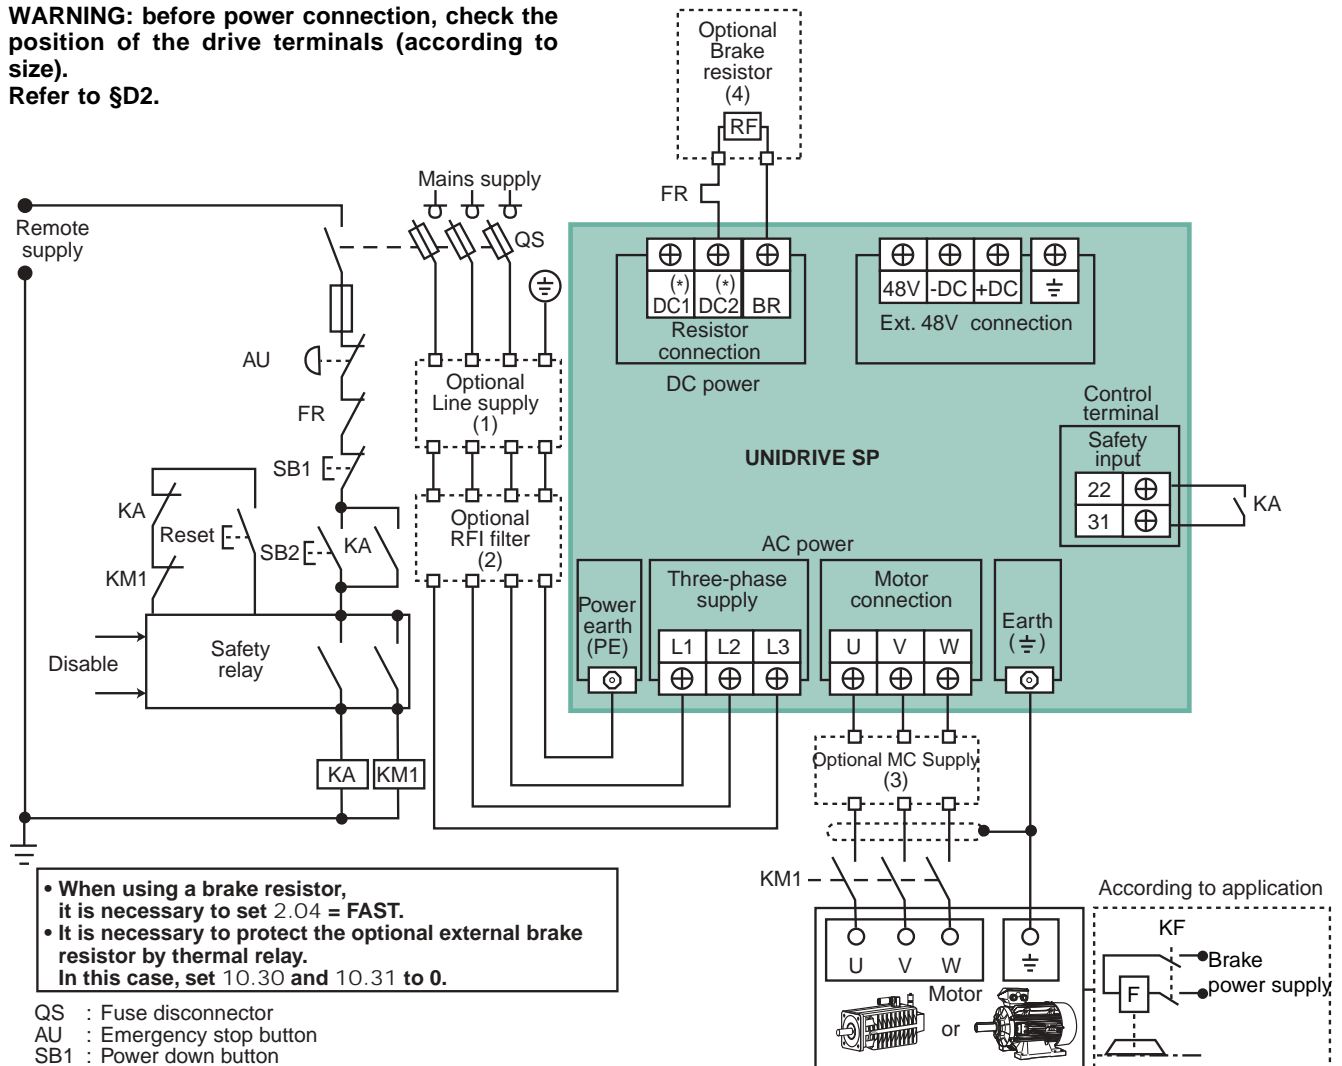 WARNING: before power connection, check the
position of the drive terminals (according to
size).
Refer to §D2.
Optional
Brake
resistor
(4)
RF
FR
Mains supply
QS
Remote
supply
AU
FR
SB1
KA
Reset
SB2
KA
KM1
Disable
Safety
relay
KA
KM1
Optional
Line supply
(1)
Optional
RFI filter
(2)
(*)
DC1
(*)
DC2
BR
Resistor
connection
DC power
48V
-DC
+DC
Ext. 48V connection
Control
terminal
Safety
input
22
31
KA
UNIDRIVE SP
AC power
Power
earth
(PE)
Three-phase
supply
L1
L2
L3
Motor
connection
U
V
W
Earth
(⏚)
Optional MC Supply
(3)
KM1
U
V
W
Motor
or
According to application
KF
Brake
power supply
F
• When using a brake resistor,
it is necessary to set 2.04 = FAST.
• It is necessary to protect the optional external brake
resistor by thermal relay.
In this case, set 10.30 and 10.31 to 0.
QS : Fuse disconnector
AU : Emergency stop button
SB1 : Power down button